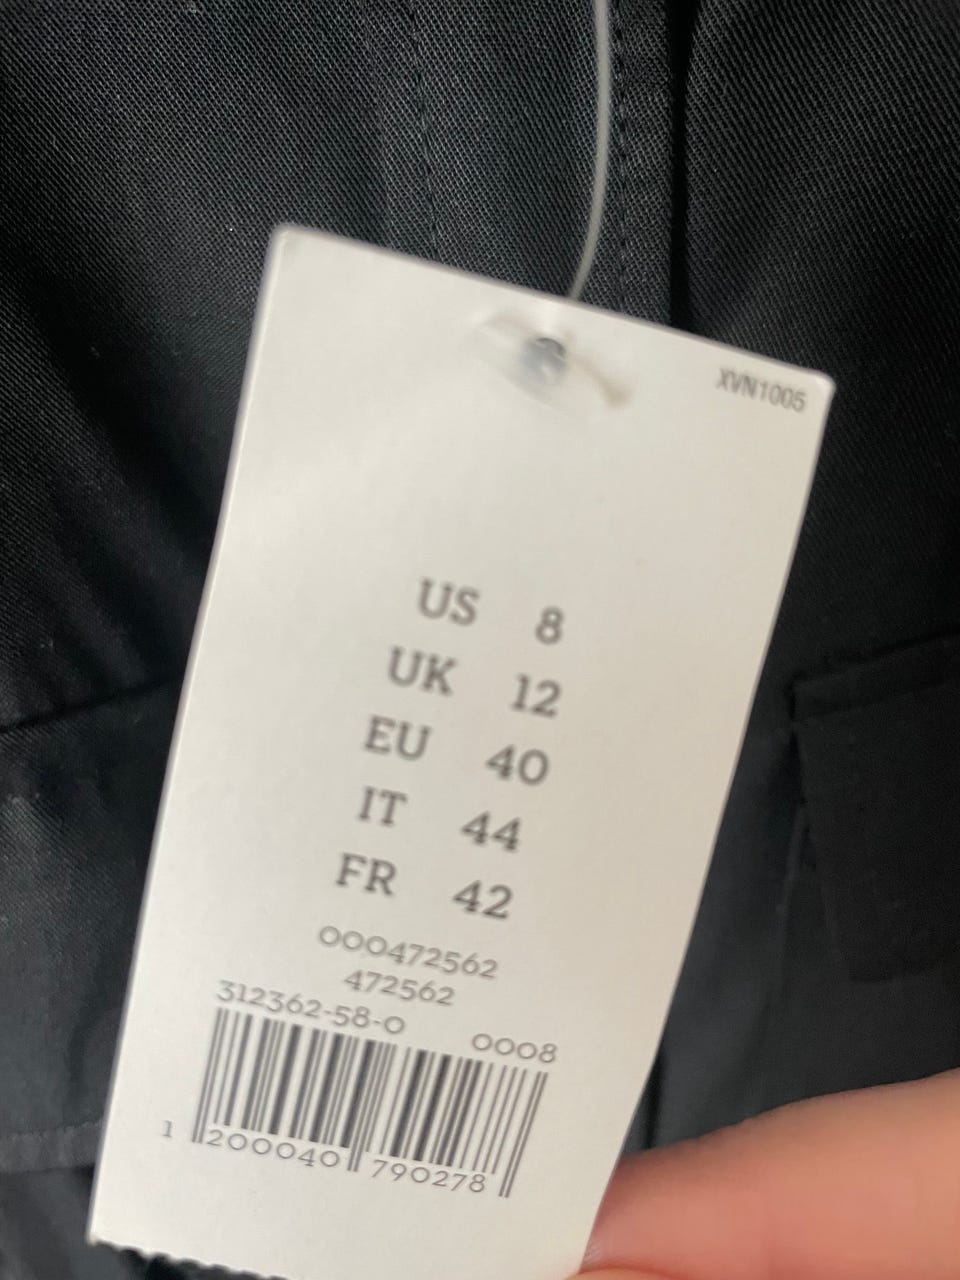 XVN1005
US 8
UK 12
EU 40
IT 44
FR 42
000472562
472562
312362-58-0
0008
1 200040 790278